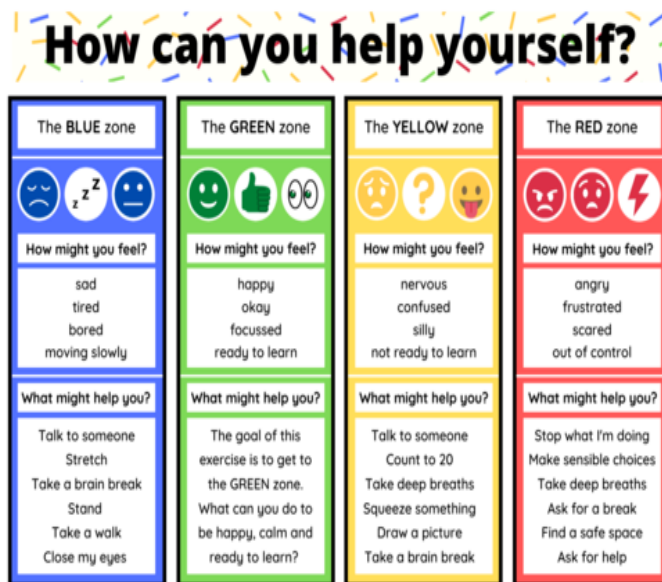 How can you help yourself?
The BLUE zone
z z Z
How might you feel?
sad
tired
bored
moving slowly
What might help you?
Talk to someone
Stretch
Take a brain break
Stand
Take a walk
Close my eyes
The GREEN zone
How might you feel?
happy
okay
focussed
ready to learn
What might help you?
The goal of this
exercise is to get to
the GREEN zone.
What can you do to
be happy, calm and
ready to learn?
The YELLOW zone
?
How might you feel?
nervous
confused
silly
not ready to learn
What might help you?
Talk to someone
Count to 20
Take deep breaths
Squeeze something
Draw a picture
Take a brain break
The RED zone
How might you feel?
angry
frustrated
scared
out of control
What might help you?
Stop what I'm doing
Make sensible choices
Take deep breaths
Ask for a break
Find a safe space
Ask for help